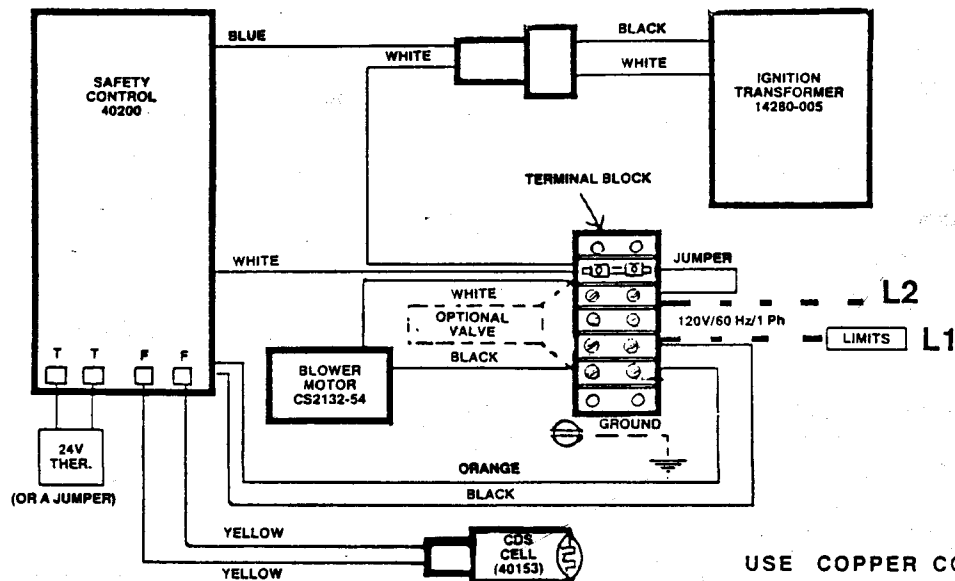 BLUE
BLACK
WHITE
WHITE
SAFETY
CONTROL
40200
IGNITION
TRANSFORMER
14280-005
TERMINAL BLOCK
WHITE
JUMPER
WHITE
L2
OPTIONAL
VALVE
120V/60 Hz/1 Ph
LIMITS
L1
BLACK
T T F F
BLOWER
MOTOR
CS2132-54
GROUND
24V
THER.
(OR A JUMPER)
ORANGE
BLACK
YELLOW
CDS
CELL
(40153)
YELLOW
USE COPPER CO